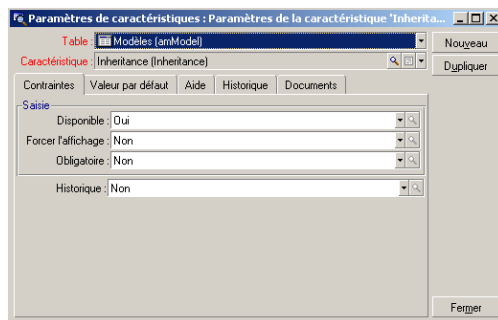 Paramètres de caractéristiques : Paramètres de la caractéristique 'Inherita...
Table : Modèles (amModel)
Nouveau
Caractéristique : Inheritance (Inheritance)
Dupliquer
Contraintes Valeur par défaut Aide Historique Documents
Saisie
Disponible : Oui
Forcer l'affichage : Non
Obligatoire : Non
Historique : Non
Fermer